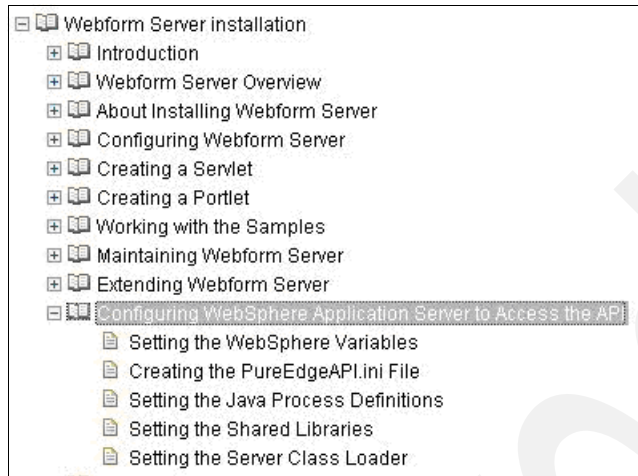 Webform Server installation
Introduction
Webform Server Overview
About Installing Webform Server
Configuring Webform Server
Creating a Servlet
Creating a Portlet
Working with the Samples
Maintaining Webform Server
Extending Webform Server
Configuring WebSphere Application Server to Access the API
Setting the WebSphere Variables
Creating the PureEdgeAPI.ini File
Setting the Java Process Definitions
Setting the Shared Libraries
Setting the Server Class Loader